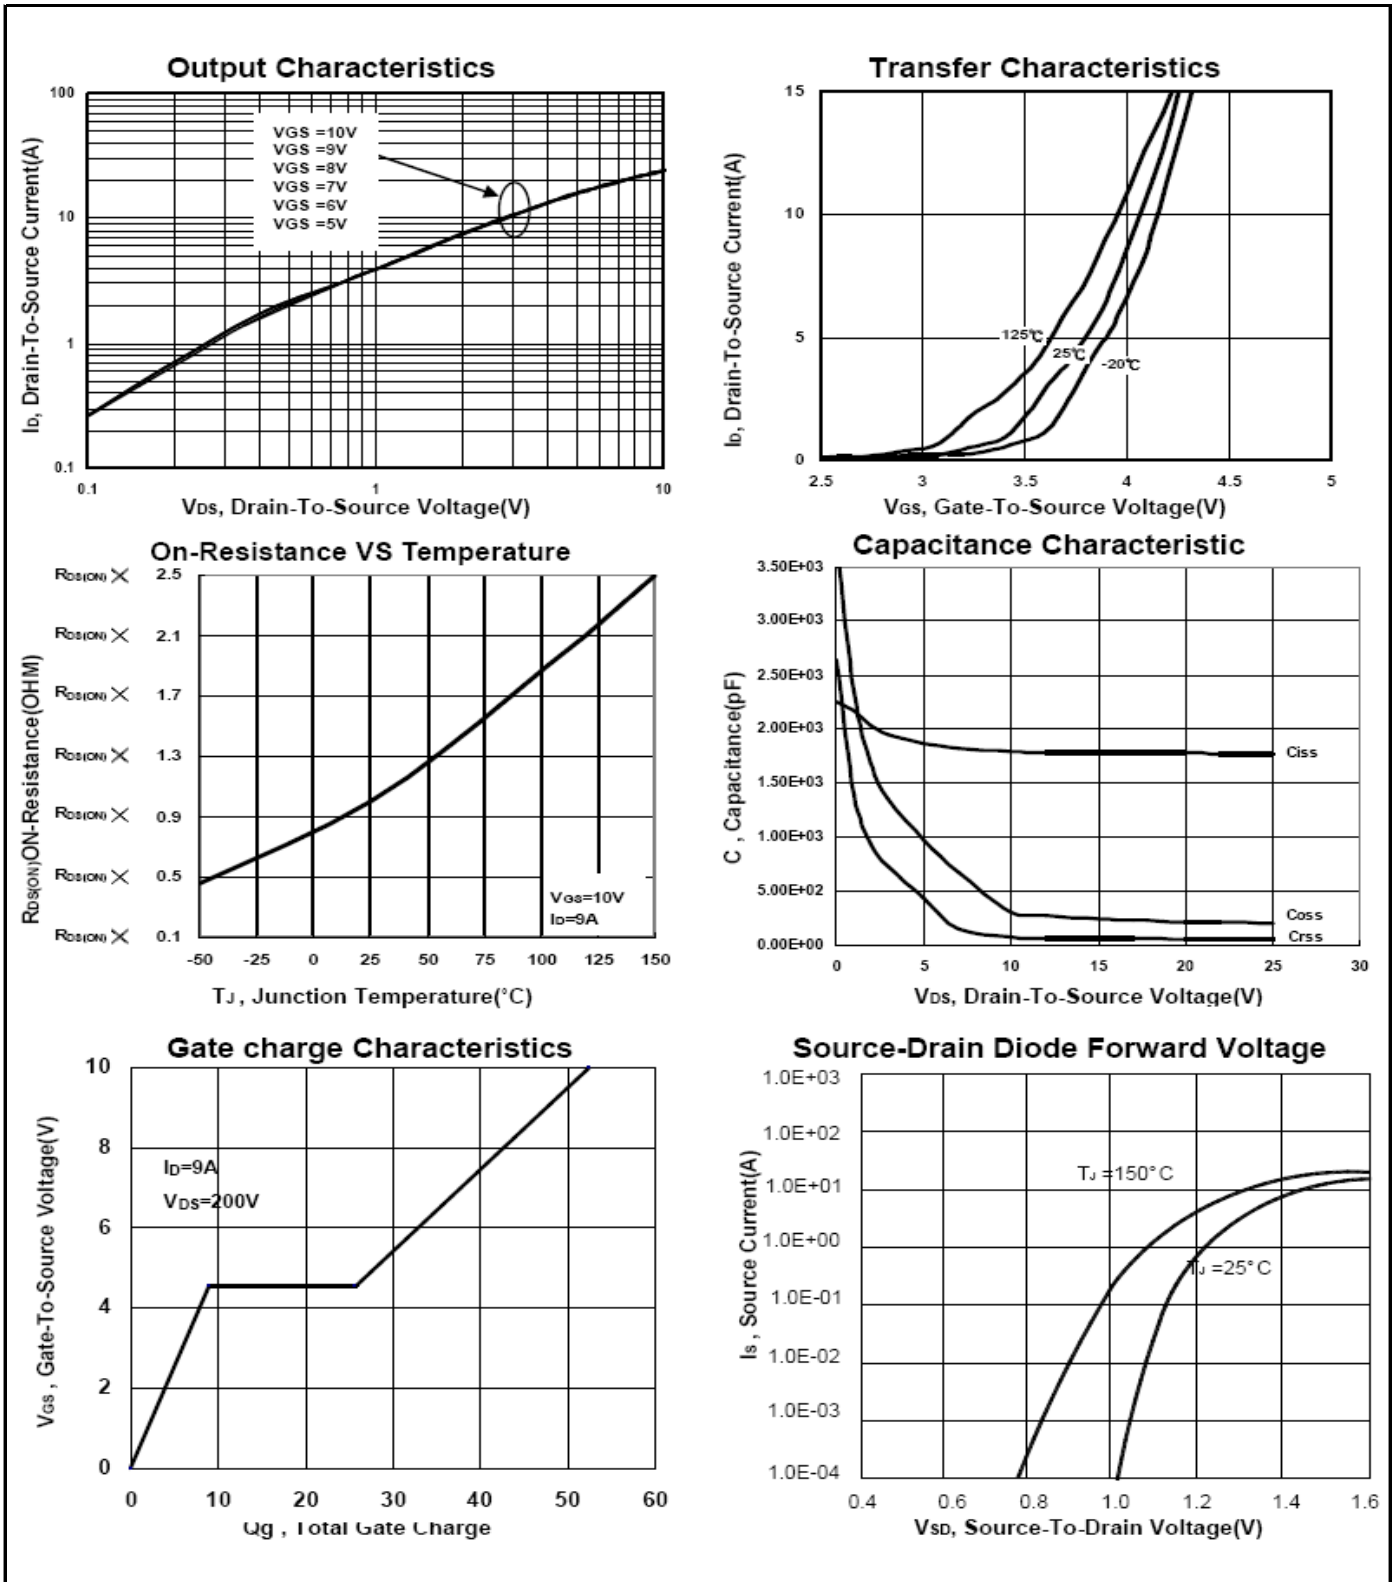 Output Characteristics
100
10
1
0.1
ID, Drain-To-Source Current(A)
VGS =10V
VGS =9V
VGS =8V
VGS =7V
VGS =6V
VGS =5V
0.1 1 10
VDS, Drain-To-Source Voltage(V)
Transfer Characteristics
15
10
5
0
ID, Drain-To-Source Current(A)
125℃
25℃
-20℃
2.5 3 3.5 4 4.5 5
VGS, Gate-To-Source Voltage(V)
On-Resistance VS Temperature
RDS(ON) X 2.5
RDS(ON) X 2.1
RDS(ON) X 1.7
RDS(ON) X 1.3
RDS(ON) X 0.9
RDS(ON) X 0.5
RDS(ON) X 0.1
RDS(ON)ON-Resistance(OHM)
VGS=10V
ID=9A
-50 -25 0 25 50 75 100 125 150
TJ , Junction Temperature(°C)
Capacitance Characteristic
3.50E+03
3.00E+03
2.50E+03
2.00E+03
1.50E+03
1.00E+03
5.00E+02
0.00E+00
C , Capacitance(pF)
Ciss
Coss
Crss
0 5 10 15 20 25 30
VDS, Drain-To-Source Voltage(V)
Gate charge Characteristics
10
8
6
4
2
0
VGS , Gate-To-Source Voltage(V)
ID=9A
VDS=200V
0 10 20 30 40 50 60
Qg , Total Gate Charge
Source-Drain Diode Forward Voltage
1.0E+03
1.0E+02
1.0E+01
1.0E+00
1.0E-01
1.0E-02
1.0E-03
1.0E-04
IS , Source Current(A)
TJ =150°C
TJ =25°C
0.4 0.6 0.8 1.0 1.2 1.4 1.6
VSD, Source-To-Drain Voltage(V)